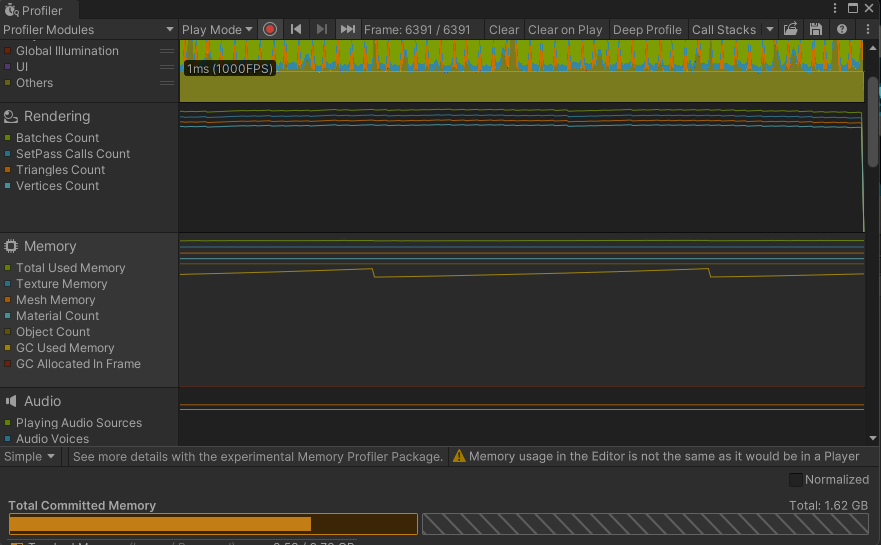 Profiler
Profiler Modules
Play Mode
Frame: 6391 / 6391
Clear
Clear on Play
Deep Profile
Call Stacks
Global Illumination
UI
Others
1ms (1000FPS)
Rendering
Batches Count
SetPass Calls Count
Triangles Count
Vertices Count
Memory
Total Used Memory
Texture Memory
Mesh Memory
Material Count
Object Count
GC Used Memory
GC Allocated In Frame
Audio
Playing Audio Sources
Audio Voices
Simple
See more details with the experimental Memory Profiler Package.
Memory usage in the Editor is not the same as it would be in a Player
Normalized
Total Committed Memory
Total: 1.62 GB